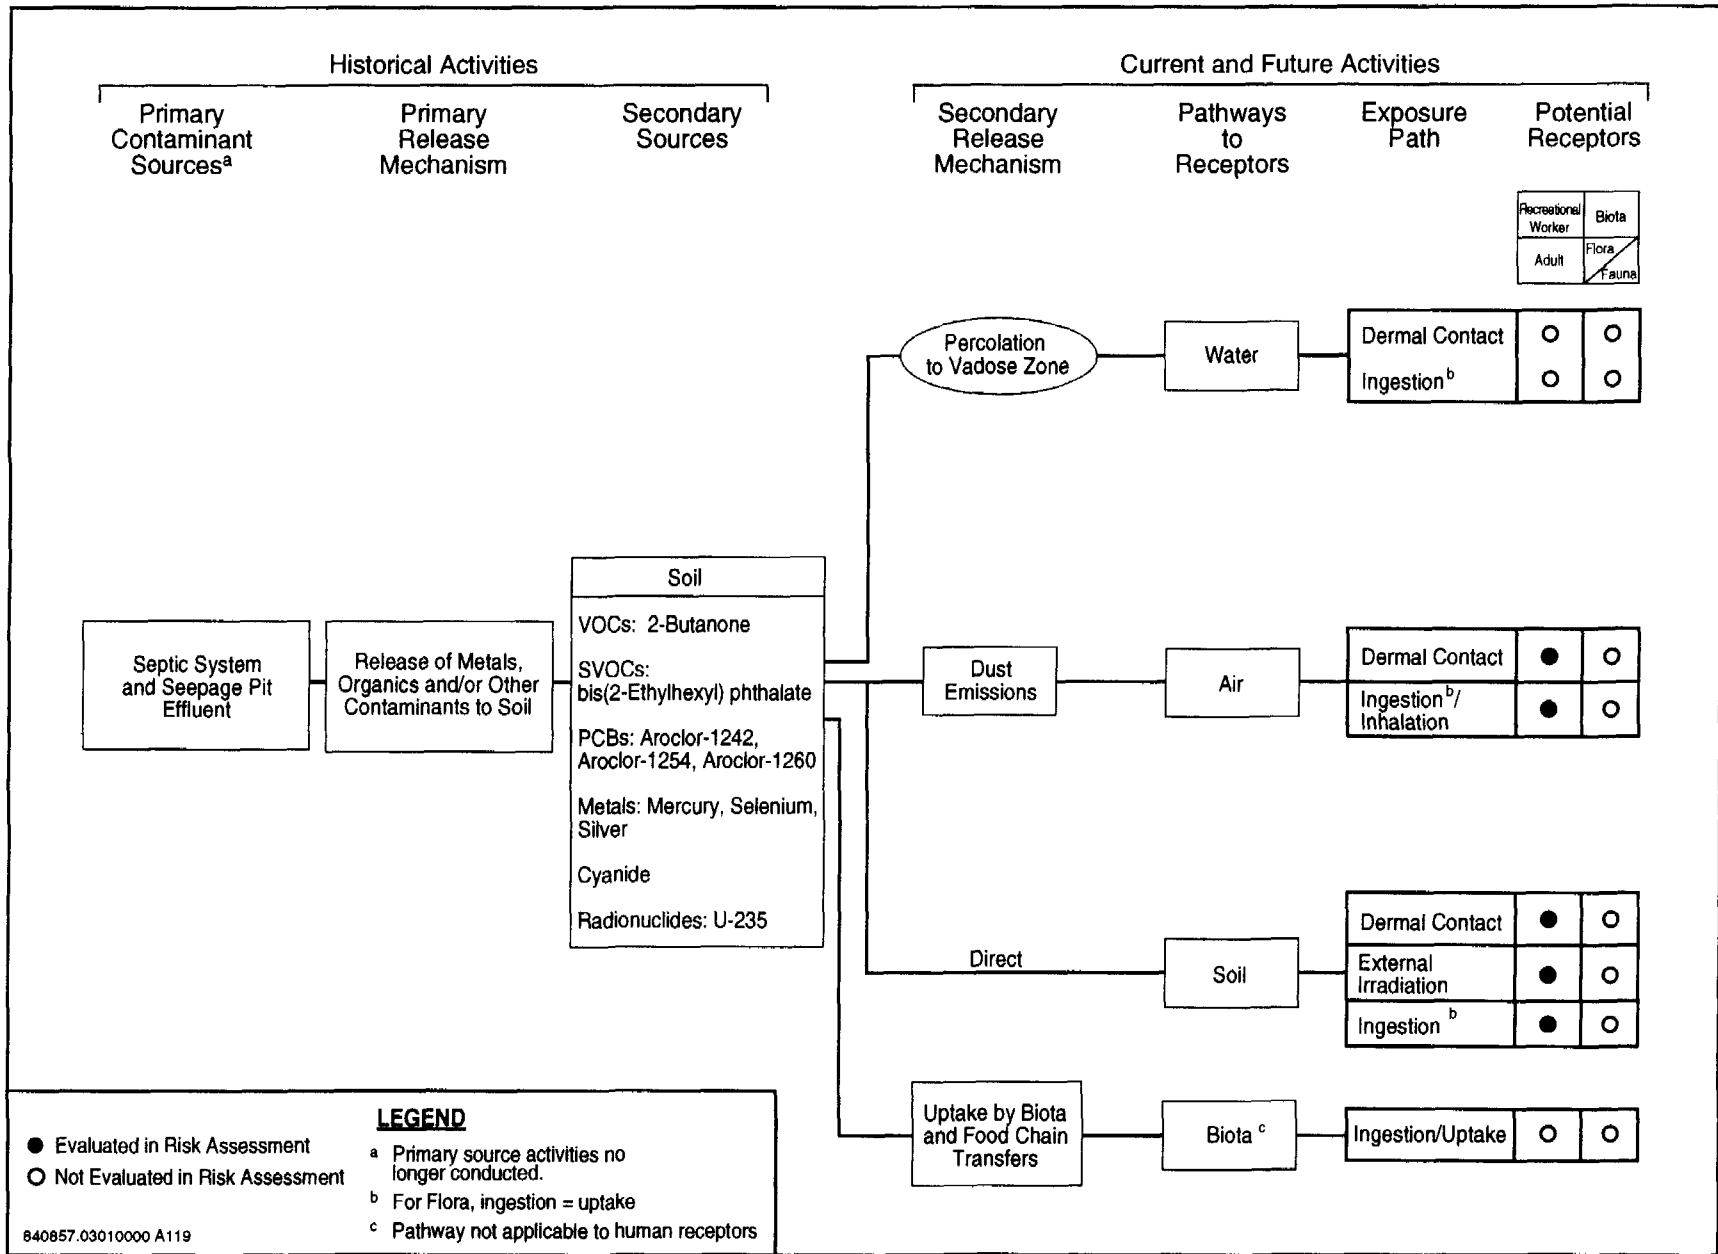 Historical Activities
Current and Future Activities
Primary
Contaminant
Sourcesᵃ
Primary
Release
Mechanism
Secondary
Sources
Secondary
Release
Mechanism
Pathways
to
Receptors
Exposure
Path
Potential
Receptors
Recreational
Worker
Biota
Adult
Flora
Fauna
Percolation
to Vadose Zone
Water
Dermal Contact
Ingestion ᵇ
Septic System
and Seepage Pit
Effluent
Release of Metals,
Organics and/or Other
Contaminants to Soil
Soil
VOCs: 2-Butanone
SVOCs:
bis(2-Ethylhexyl) phthalate
PCBs: Aroclor-1242,
Aroclor-1254, Aroclor-1260
Metals: Mercury, Selenium,
Silver
Cyanide
Radionuclides: U-235
Dust
Emissions
Air
Dermal Contact
Ingestion ᵇ/
Inhalation
Direct
Soil
Dermal Contact
External
Irradiation
Ingestion ᵇ
Uptake by Biota
and Food Chain
Transfers
Biota ᶜ
Ingestion/Uptake
LEGEND
● Evaluated in Risk Assessment
O Not Evaluated in Risk Assessment
a Primary source activities no
longer conducted.
b For Flora, ingestion = uptake
c Pathway not applicable to human receptors
840857.03010000 A119